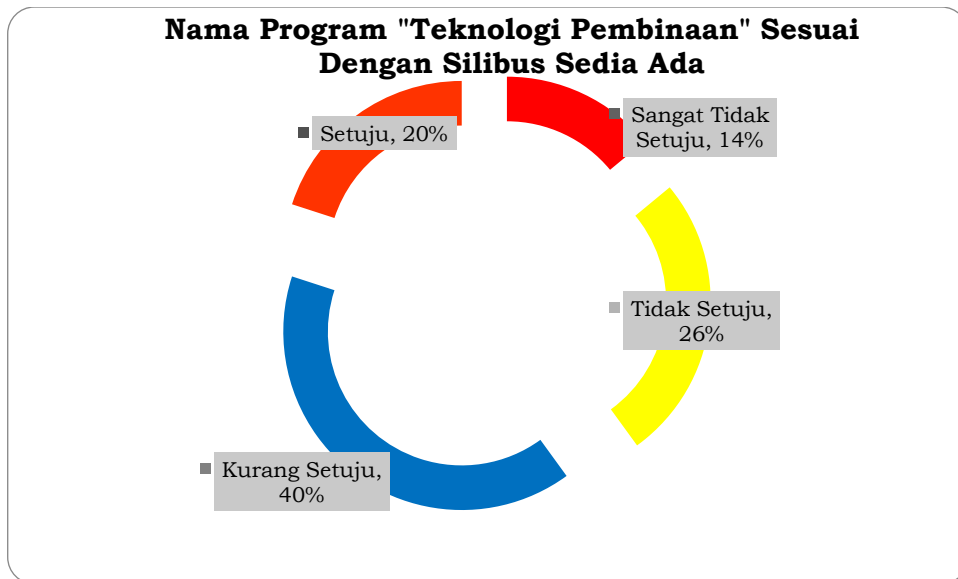 Nama Program "Teknologi Pembinaan" Sesuai
Dengan Silibus Sedia Ada
Setuju, 20%
Sangat Tidak
Setuju, 14%
Tidak Setuju,
26%
Kurang Setuju,
40%